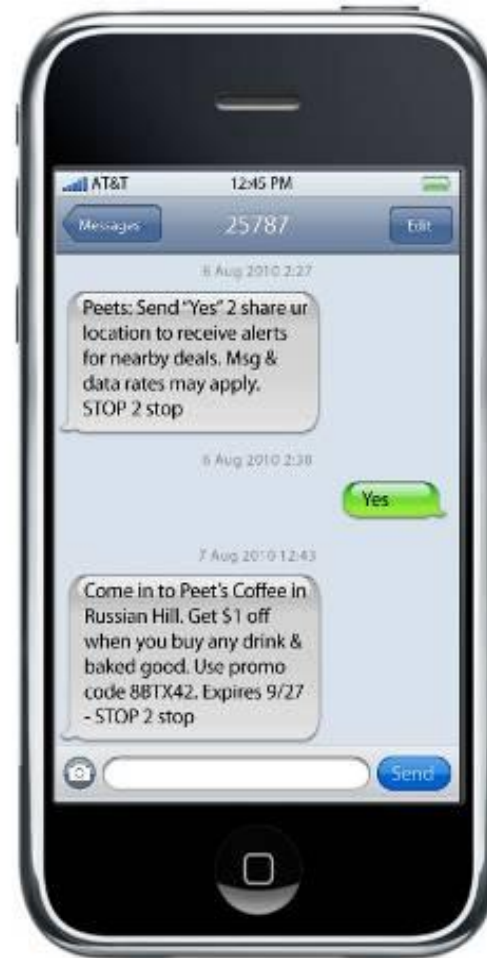 AT&T 12:45 PM
Messages 25787 Edit
6 Aug 2010 2:27
Peets: Send "Yes" 2 share ur
location to receive alerts
for nearby deals. Msg &
data rates may apply.
STOP 2 stop
6 Aug 2010 2:38
Yes
7 Aug 2010 12:43
Come in to Peet's Coffee in
Russian Hill. Get $1 off
when you buy any drink &
baked good. Use promo
code 8BTX42. Expires 9/27
- STOP 2 stop
Send